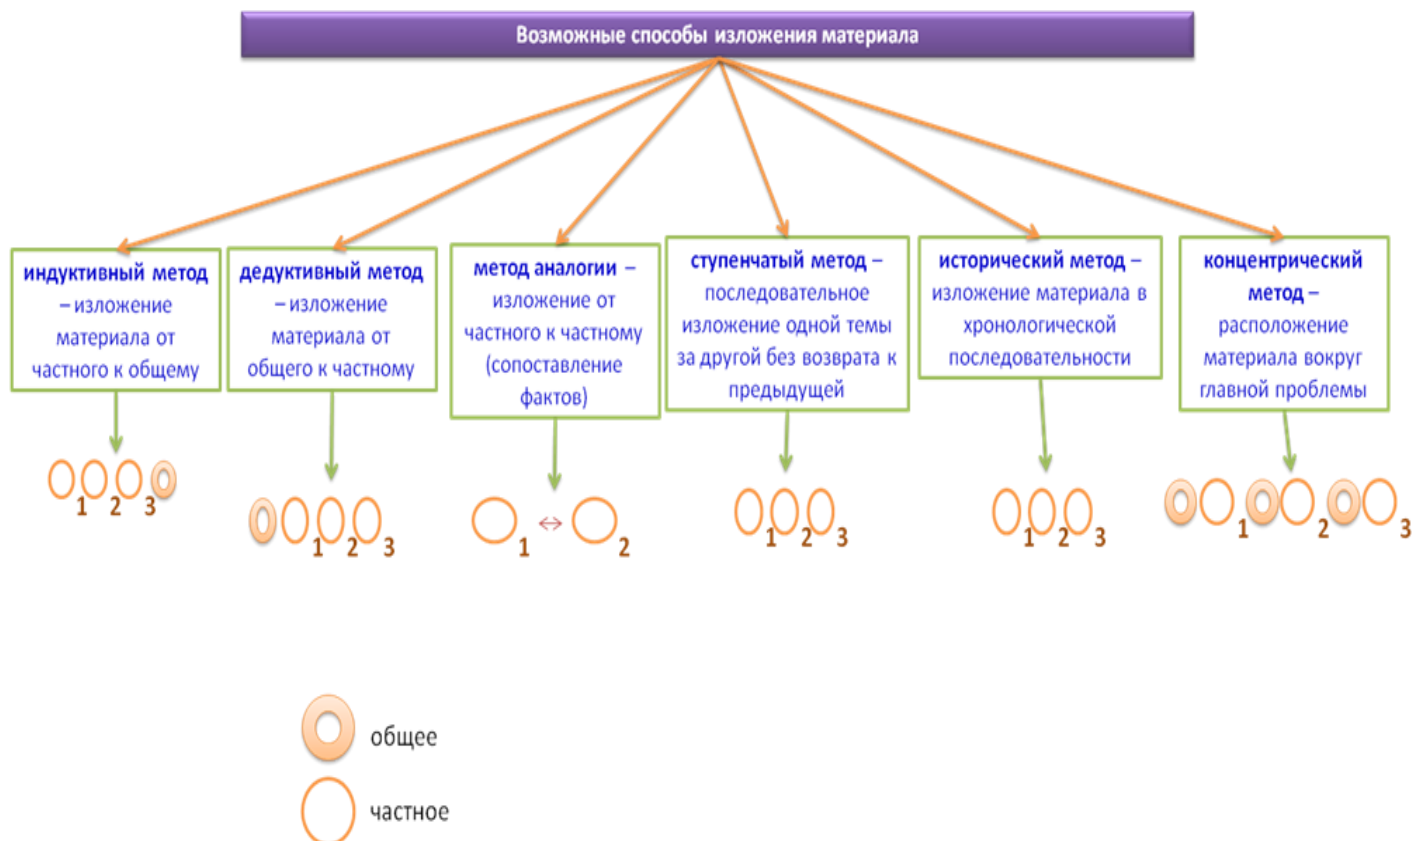 Возможные способы изложения материала
индуктивный метод
– изложение
материала от
частного к общему
дедуктивный метод
– изложение
материала от
общего к частному
метод аналогии –
изложение от
частного к частному
(сопоставление
фактов)
ступенчатый метод –
последовательное
изложение одной темы
за другой без возврата к
предыдущей
исторический метод –
изложение материала в
хронологической
последовательности
концентрический
метод –
расположение
материала вокруг
главной проблемы
1 2 3
1 2 3
1 2
1 2 3
1 2 3
1 2 3
общее
частное